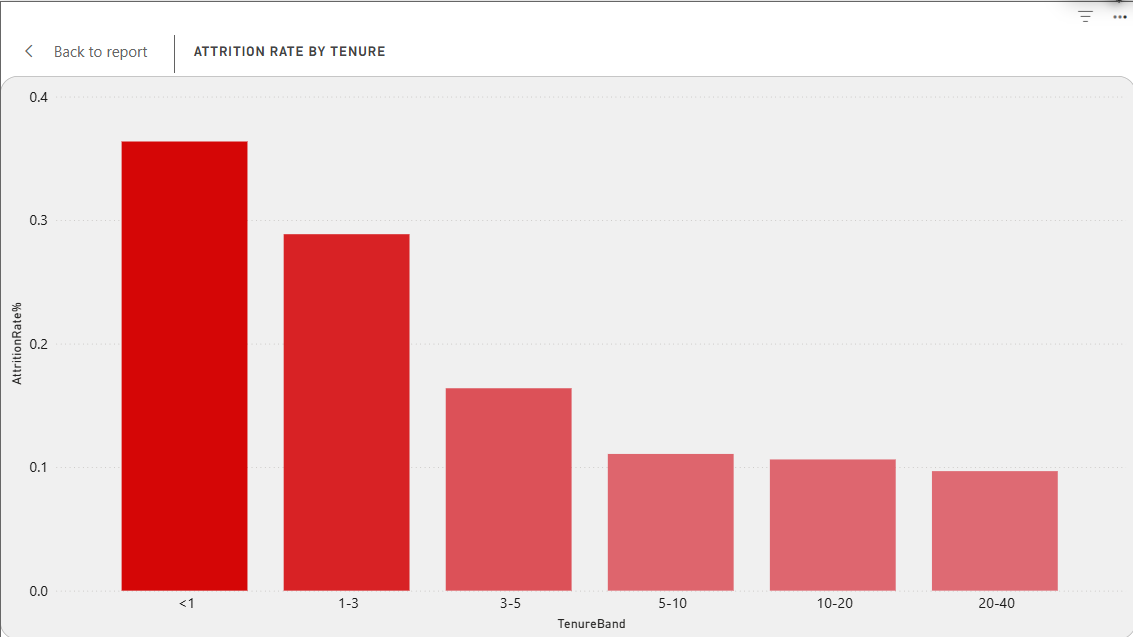 Back to report
ATTRITION RATE BY TENURE
0.4
0.3
0.2
0.1
0.0
AttritionRate%
<1
1-3
3-5
5-10
10-20
20-40
TenureBand